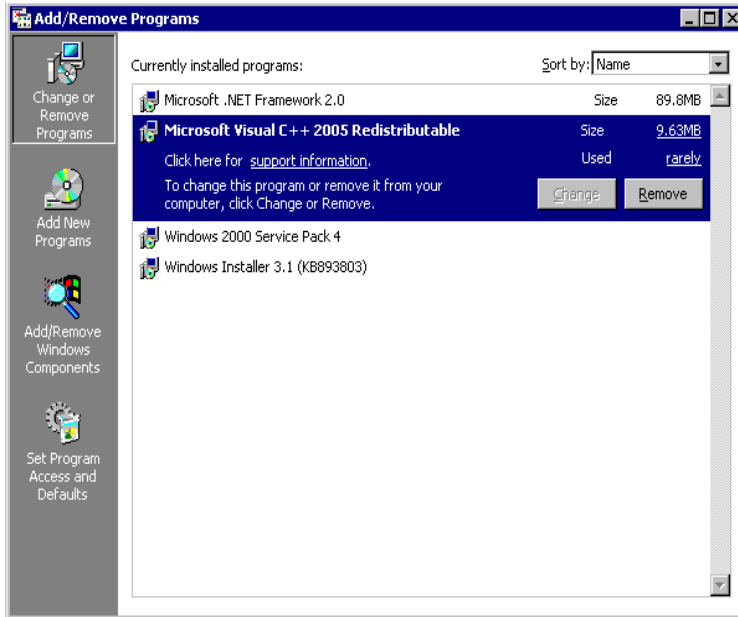 Add/Remove Programs
Change or
Remove
Programs
Add New
Programs
Add/Remove
Windows
Components
Set Program
Access and
Defaults
Currently installed programs:
Sort by: Name
Microsoft .NET Framework 2.0 Size 89.8MB
Microsoft Visual C++ 2005 Redistributable Size 9.63MB
Click here for support information. Used rarely
To change this program or remove it from your
computer, click Change or Remove.
Change Remove
Windows 2000 Service Pack 4
Windows Installer 3.1 (KB893803)